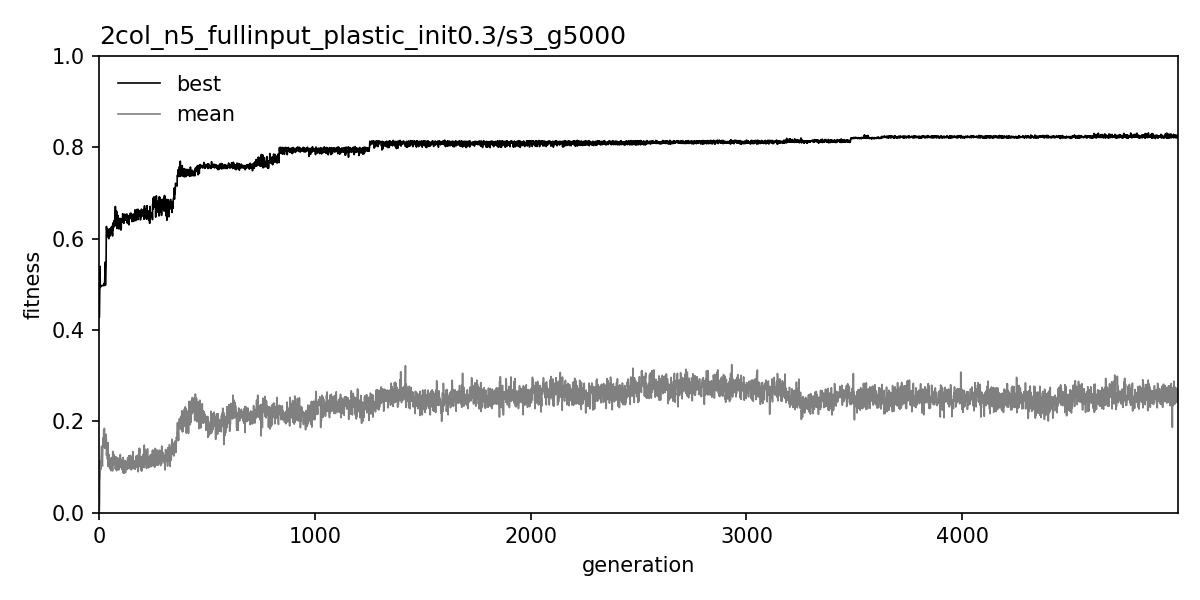 2col_n5_fullinput_plastic_init0.3/s3_g5000
1.0
best
mean
0.8
0.6
fitness
0.4
0.2
0.0
0 1000 2000 3000 4000
generation